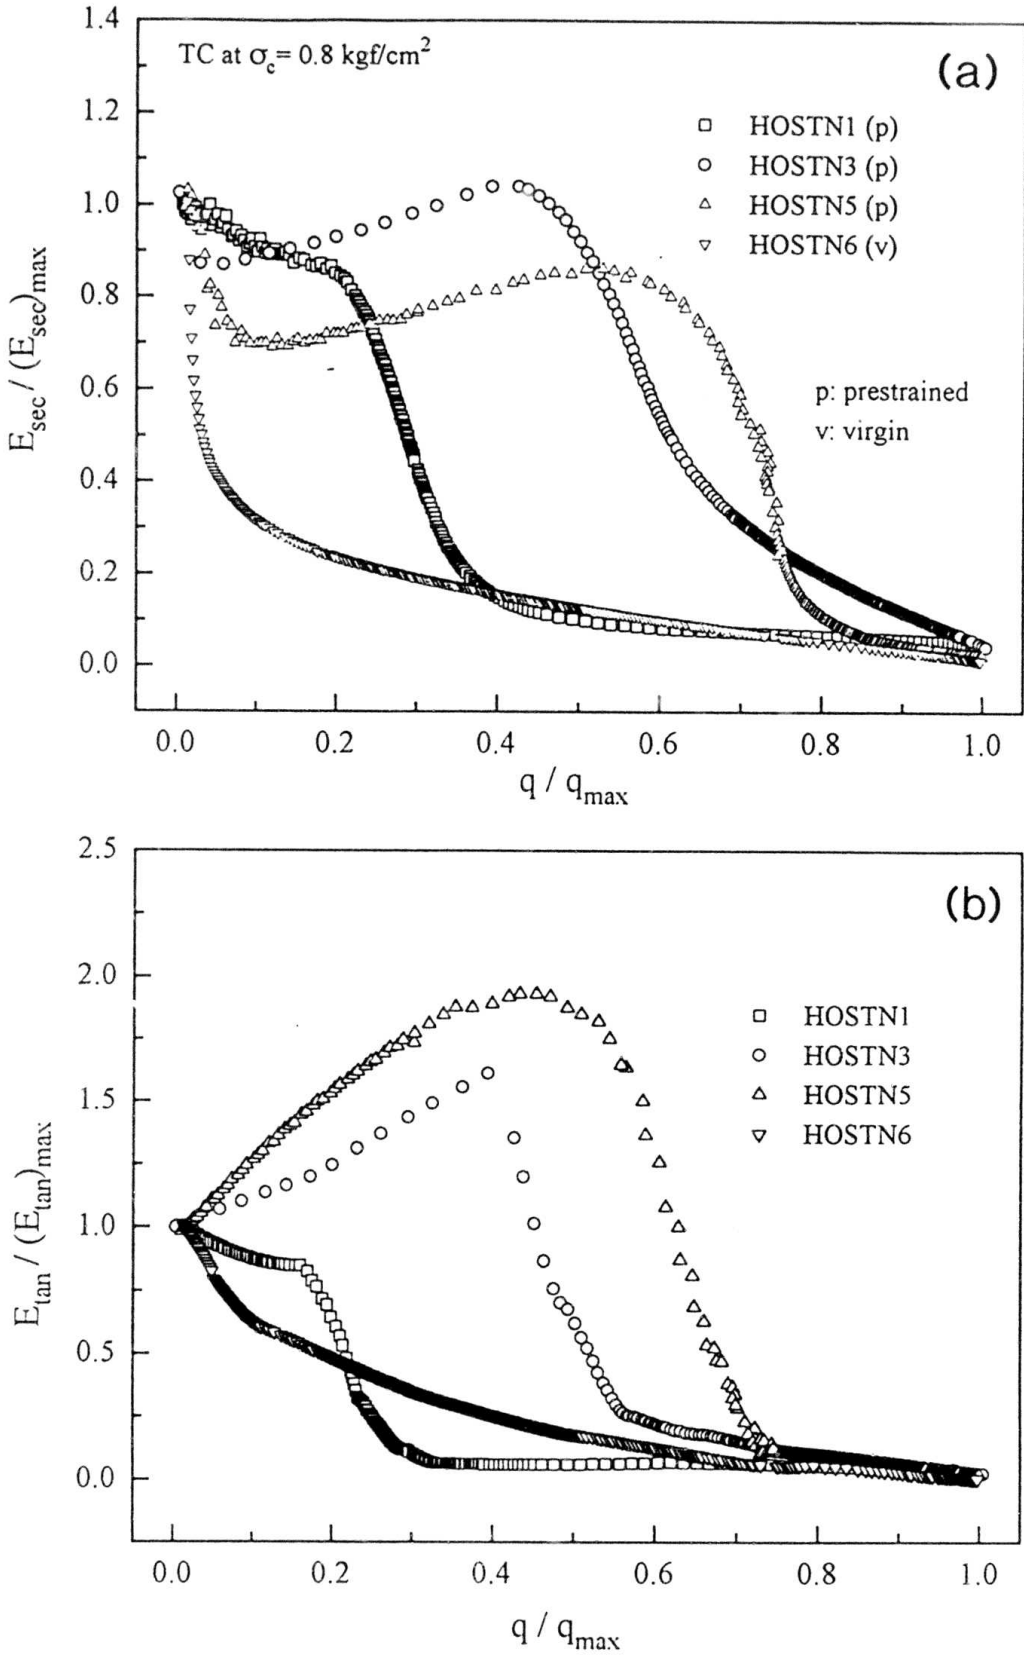 1.4
TC at σc= 0.8 kgf/cm²
(a)
1.2
HOSTN1 (p)
HOSTN3 (p)
1.0
HOSTN5 (p)
HOSTN6 (v)
0.8
Esec / (Esec)max
0.6
p: prestrained
v: virgin
0.4
0.2
0.0
0.0 0.2 0.4 0.6 0.8 1.0
q / qmax
2.5
(b)
2.0
HOSTN1
HOSTN3
1.5
HOSTN5
HOSTN6
Etan / (Etan)max
1.0
0.5
0.0
0.0 0.2 0.4 0.6 0.8 1.0
q / qmax